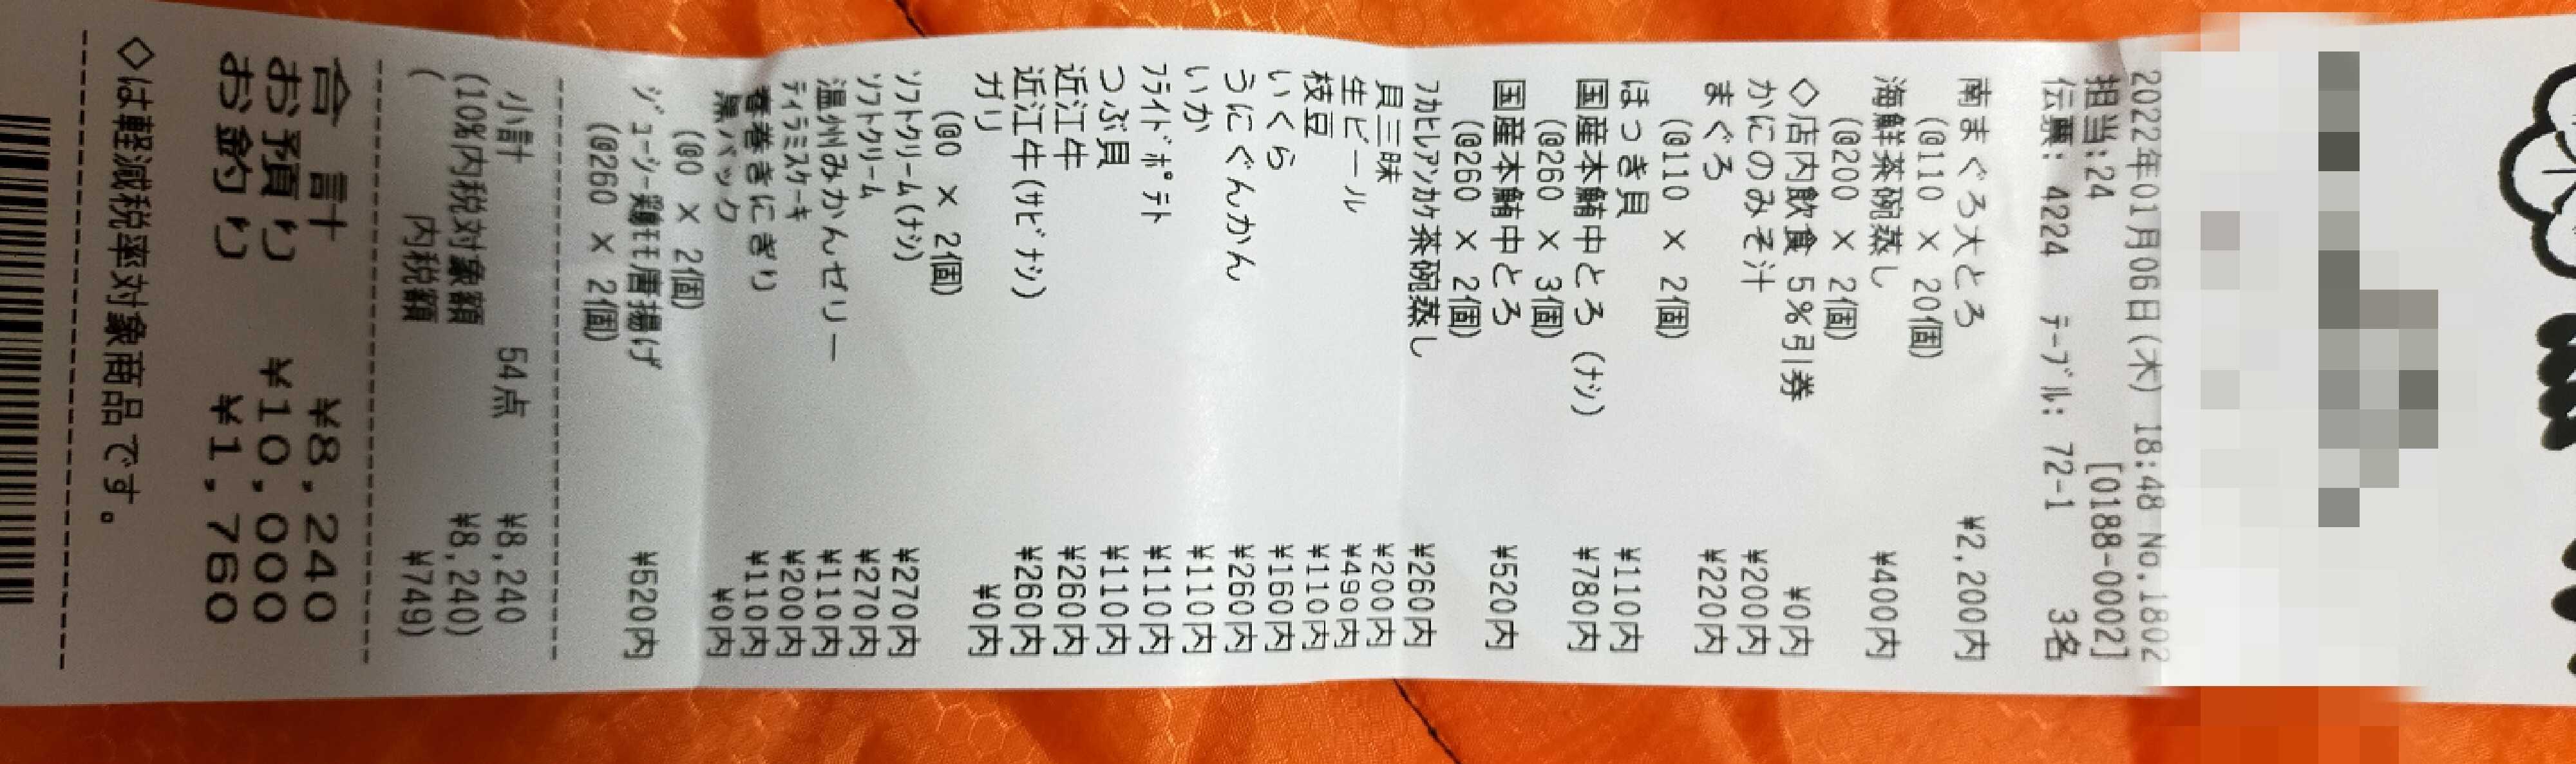 2022年01月06日(木) 18:48 No.1802
担当:24 [0188-0002]
伝票: 4224 ﾃｰﾌﾞﾙ: 72-1 3名
南まぐろ大とろ ¥2,200内
(@110 × 20個)
海鮮茶碗蒸し ¥400内
(@200 × 2個)
◇店内飲食 5%引券 ¥0内
かにのみそ汁 ¥200内
まぐろ ¥220内
(@110 × 2個)
ほっき貝 ¥110内
国産本鮪中とろ (ﾅｼ) ¥780内
(@260 × 3個)
国産本鮪中とろ ¥520内
(@260 × 2個)
ﾌｶﾋﾚｱﾝｶｹ茶碗蒸し ¥260内
貝三昧 ¥200内
生ビール ¥490内
枝豆 ¥110内
いくら ¥160内
うにぐんかん ¥260内
いか ¥110内
ﾌﾗｲﾄﾞﾎﾟﾃﾄ ¥110内
つぶ貝 ¥110内
近江牛 ¥260内
近江牛(ｻﾋﾞﾅｼ) ¥260内
ガリ ¥0内
(@0 × 2個)
ｿﾌﾄｸﾘｰﾑ(ﾅｼ) ¥270内
ｿﾌﾄｸﾘｰﾑ ¥270内
温州みかんゼリー ¥110内
ﾃｨﾗﾐｽｹｰｷ ¥200内
春巻きにぎり ¥110内
黒パック ¥0内
(@0 × 2個)
ｼﾞｭｰｼｰ鶏ﾓﾓ唐揚げ ¥520内
(@260 × 2個)
小計 54点 ¥8,240
(10%内税対象額 ¥8,240)
( 内税額 ¥749)
合計 ¥8,240
お預り ¥10,000
お釣り ¥1,760
◇は軽減税率対象商品です。